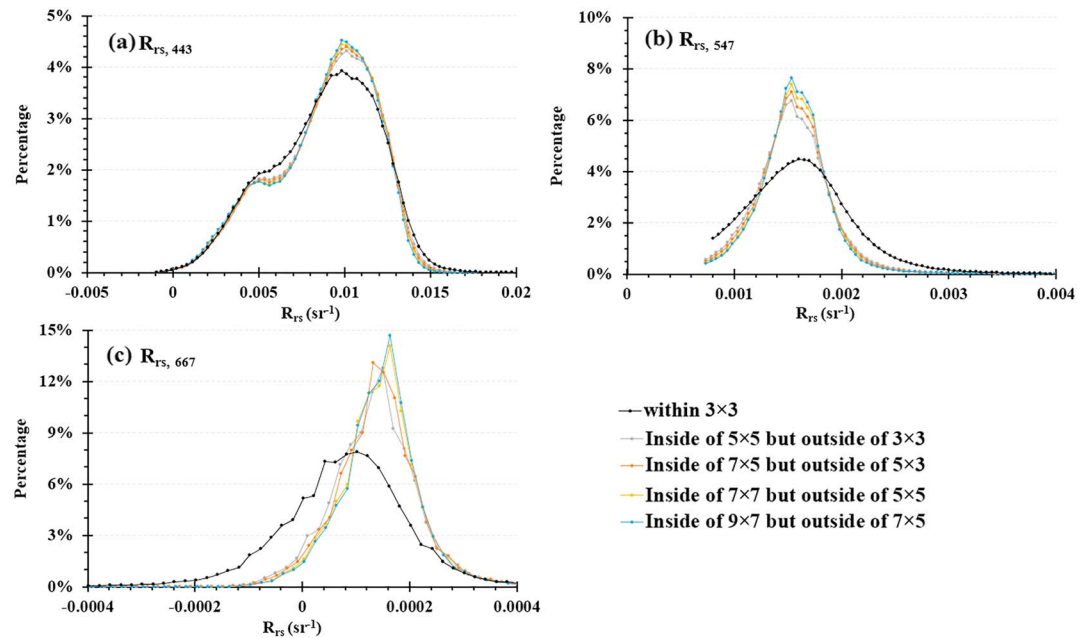 (a) Rrs, 443
5%
4%
3%
2%
1%
0%
Percentage
-0.005 0 0.005 0.01 0.015 0.02
Rrs (sr-1)
(b) Rrs, 547
10%
8%
6%
4%
2%
0%
Percentage
0 0.001 0.002 0.003 0.004
Rrs (sr-1)
(c) Rrs, 667
15%
12%
9%
6%
3%
0%
Percentage
-0.0004 -0.0002 0 0.0002 0.0004
Rrs (sr-1)
within 3×3
Inside of 5×5 but outside of 3×3
Inside of 7×5 but outside of 5×3
Inside of 7×7 but outside of 5×5
Inside of 9×7 but outside of 7×5